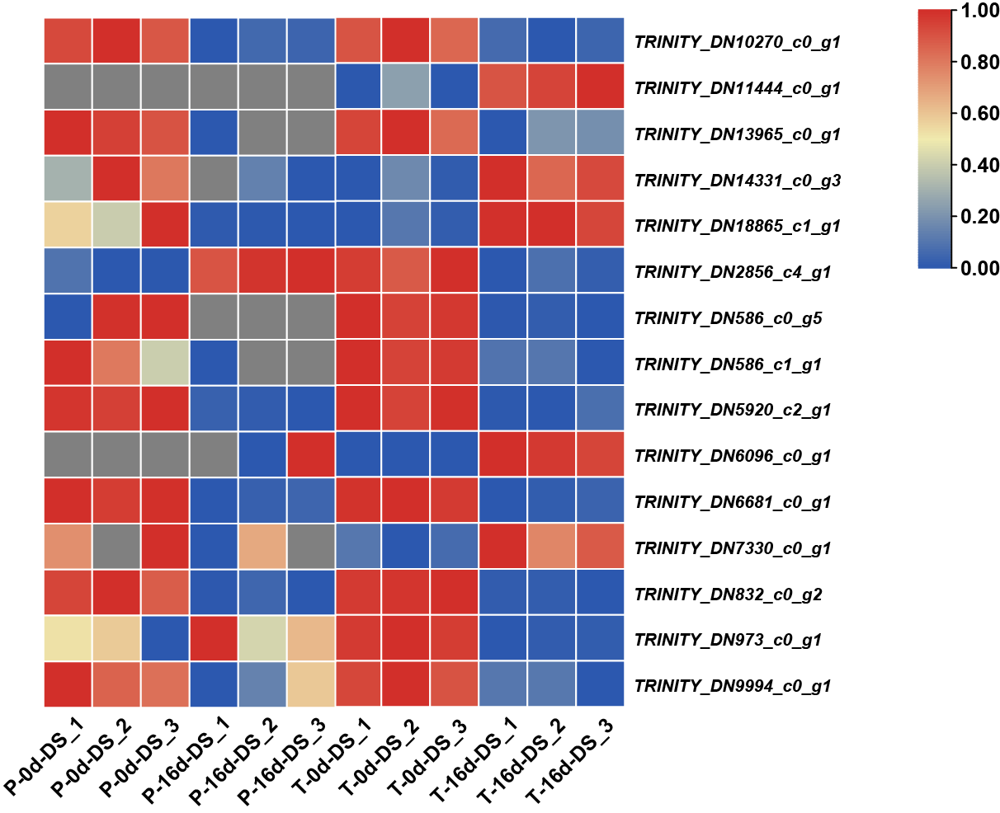 1.00
0.80
0.60
0.40
0.20
0.00
TRINITY_DN10270_c0_g1
TRINITY_DN11444_c0_g1
TRINITY_DN13965_c0_g1
TRINITY_DN14331_c0_g3
TRINITY_DN18865_c1_g1
TRINITY_DN2856_c4_g1
TRINITY_DN586_c0_g5
TRINITY_DN586_c1_g1
TRINITY_DN5920_c2_g1
TRINITY_DN6096_c0_g1
TRINITY_DN6681_c0_g1
TRINITY_DN7330_c0_g1
TRINITY_DN832_c0_g2
TRINITY_DN973_c0_g1
TRINITY_DN9994_c0_g1
P-0d-DS_1
P-0d-DS_2
P-0d-DS_3
P-16d-DS_1
P-16d-DS_2
P-16d-DS_3
T-0d-DS_1
T-0d-DS_2
T-0d-DS_3
T-16d-DS_1
T-16d-DS_2
T-16d-DS_3